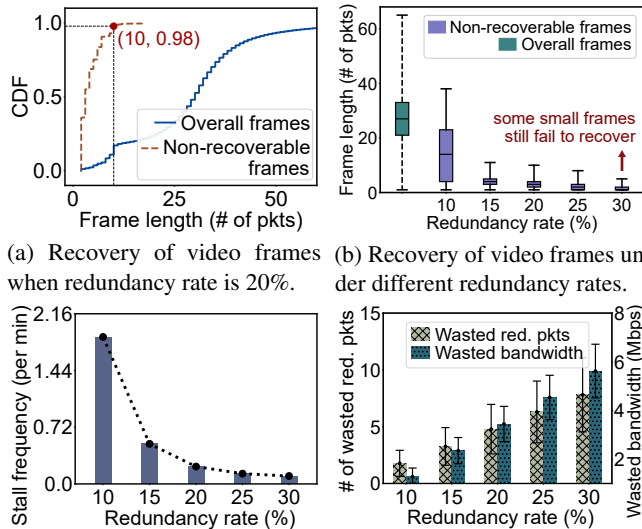 1.0
0.5
0.0
CDF
(10, 0.98)
Overall frames
Non-recoverable
frames
0
25
50
Frame length (# of pkts)
(a) Recovery of video frames
when redundancy rate is 20%.
60
40
20
0
Frame length (# of pkts)
Non-recoverable frames
Overall frames
some small frames
still fail to recover
10
15
20
25
30
Redundancy rate (%)
(b) Recovery of video frames un-
der different redundancy rates.
2.16
1.44
0.72
0.00
Stall frequency (per min)
10
15
20
25
30
Redundancy rate (%)
15
10
5
0
# of wasted red. pkts
Wasted red. pkts
Wasted bandwidth
8
6
4
2
Wasted bandwidth (Mbps)
10
15
20
25
30
Redundancy rate (%)